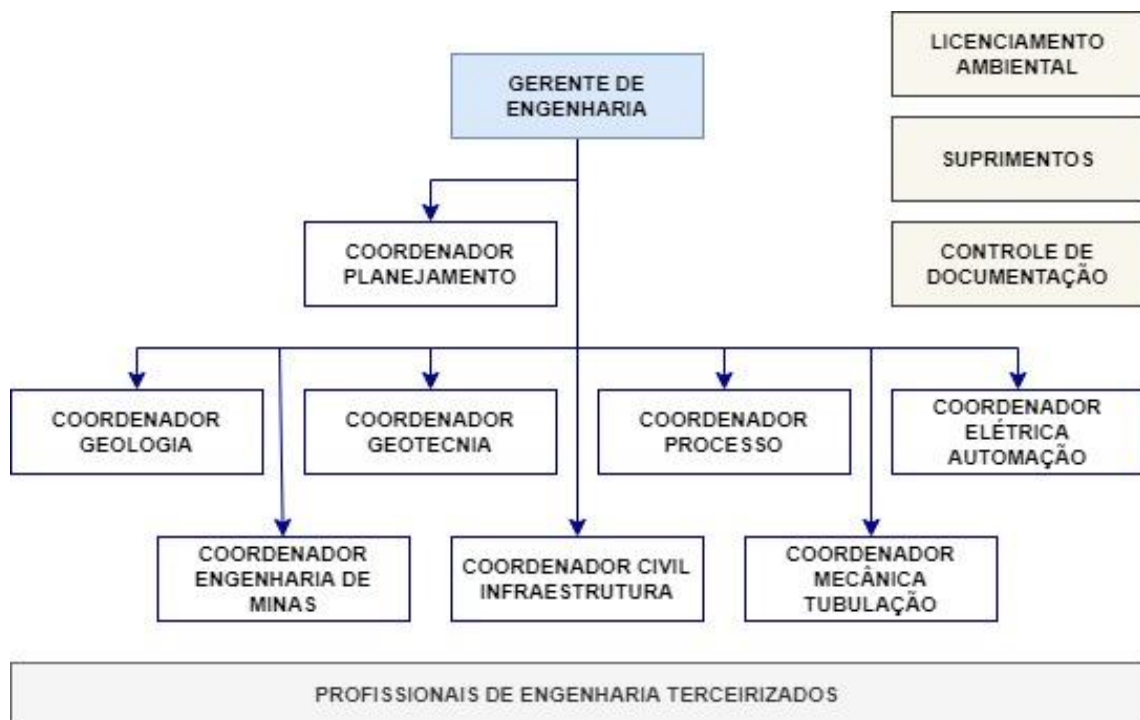 LICENCIAMENTO
AMBIENTAL
GERENTE DE
ENGENHARIA
SUPRIMENTOS
COORDENADOR
PLANEJAMENTO
CONTROLE DE
DOCUMENTAÇÃO
COORDENADOR
GEOLOGIA
COORDENADOR
GEOTECNIA
COORDENADOR
PROCESSO
COORDENADOR
ELÉTRICA
AUTOMAÇÃO
COORDENADOR
ENGENHARIA DE
MINAS
COORDENADOR CIVIL
INFRAESTRUTURA
COORDENADOR
MECÂNICA
TUBULAÇÃO
PROFISSIONAIS DE ENGENHARIA TERCEIRIZADOS